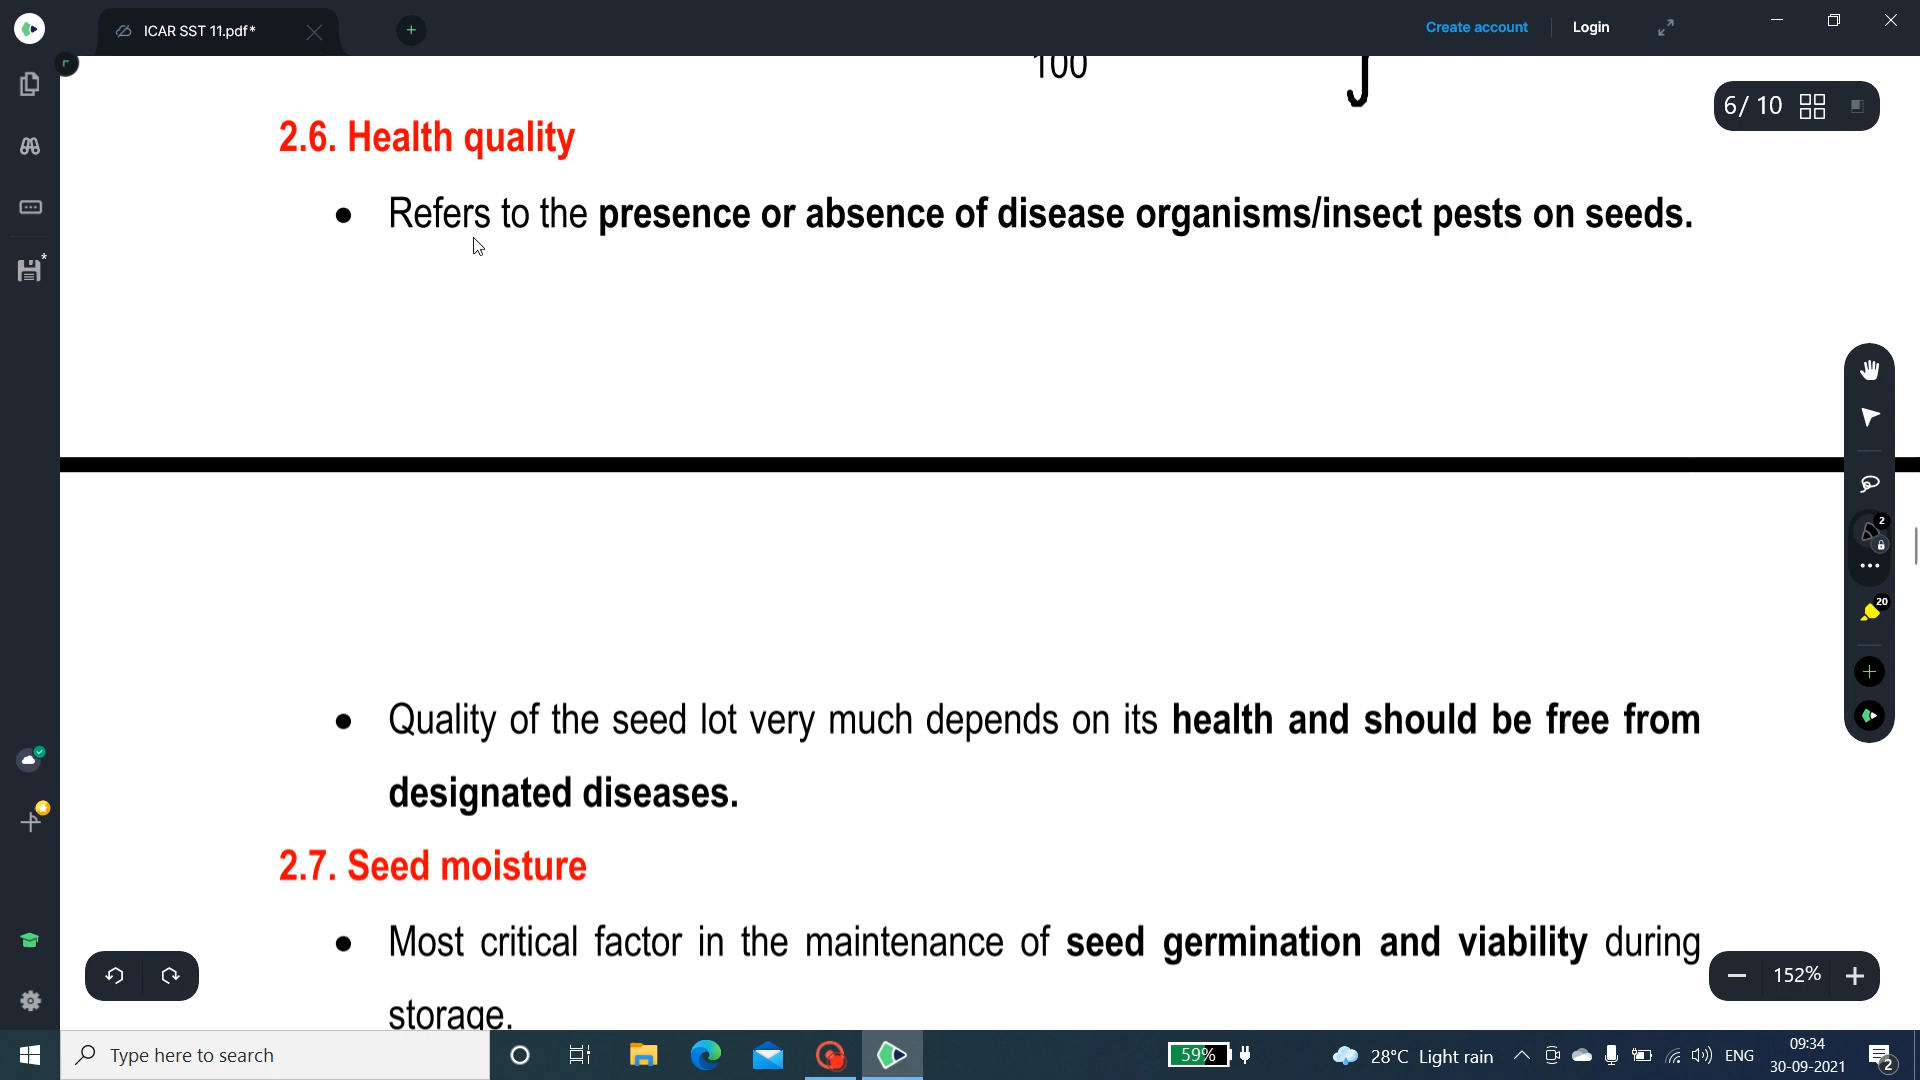 ICAR SST 11.pdf*
Create account
Login
100
6/ 10
2.6. Health quality
● Refers to the presence or absence of disease organisms/insect pests on seeds.
2
20
● Quality of the seed lot very much depends on its health and should be free from
designated diseases.
2.7. Seed moisture
● Most critical factor in the maintenance of seed germination and viability during
storage.
152%
Type here to search
59%
28°C Light rain
ENG
09:34
30-09-2021
2